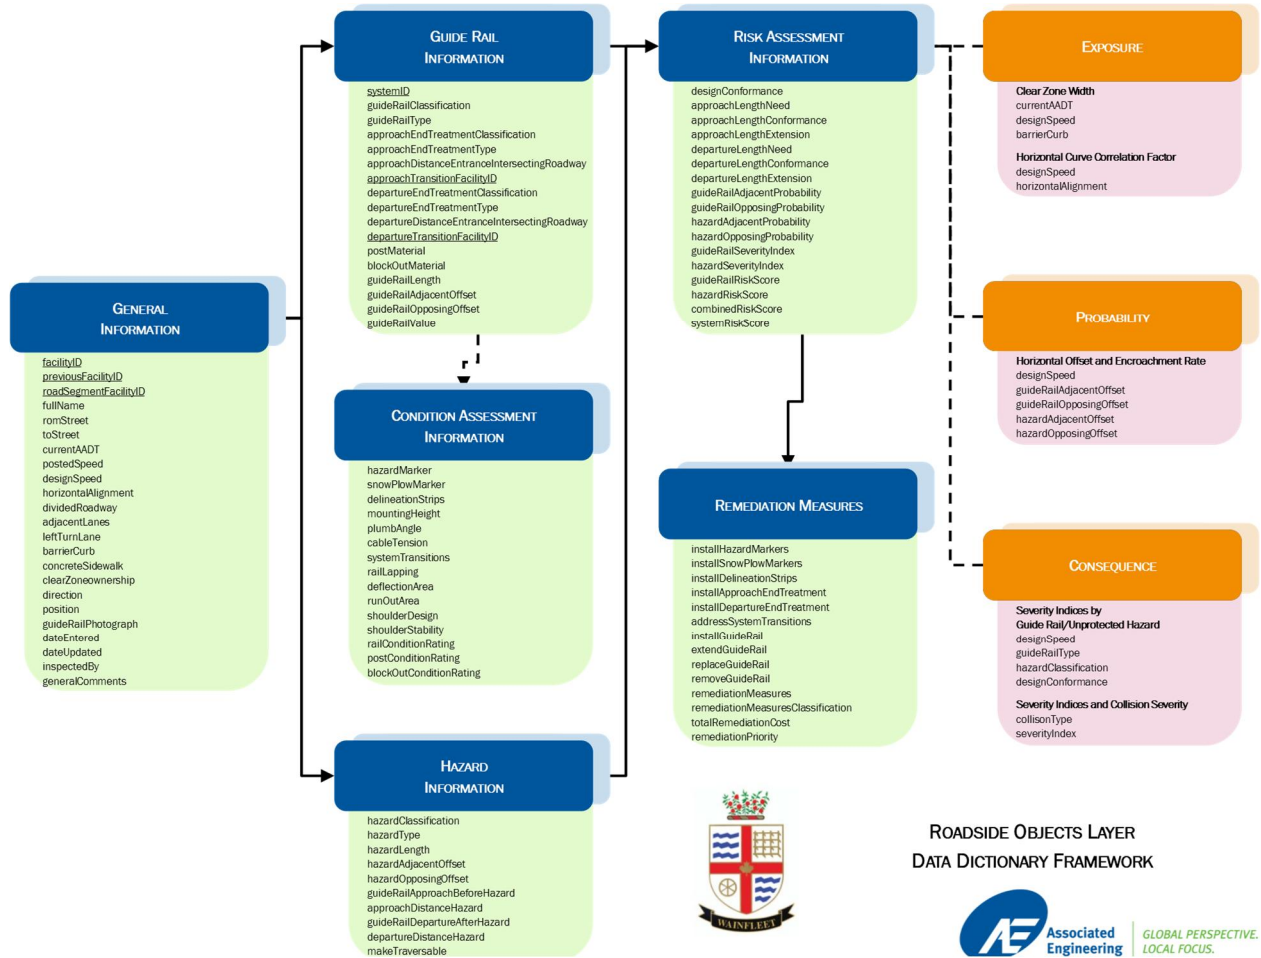 GUIDE RAIL
INFORMATION
systemID
guideRailClassification
guideRailType
approachEndTreatmentClassification
approachEndTreatmentType
approachDistanceEntranceIntersectingRoadway
approachTransitionFacilityID
departureEndTreatmentClassification
departureEndTreatmentType
departureDistanceEntranceIntersectingRoadway
departureTransitionFacilityID
postMaterial
blockOutMaterial
guideRailLength
guideRailAdjacentOffset
guideRailOpposingOffset
guideRailValue
RISK ASSESSMENT
INFORMATION
designConformance
approachLengthNeed
approachLengthConformance
approachLengthExtension
departureLengthNeed
departureLengthConformance
departureLengthExtension
guideRailAdjacentProbability
guideRailOpposingProbability
hazardAdjacentProbability
hazardOpposingProbability
guideRailSeverityIndex
hazardSeverityIndex
guideRailRiskScore
hazardRiskScore
combinedRiskScore
systemRiskScore
EXPOSURE
Clear Zone Width
currentAADT
designSpeed
barrierCurb
Horizontal Curve Correlation Factor
designSpeed
horizontalAlignment
GENERAL
INFORMATION
facilityID
previousFacilityID
roadSegmentFacilityID
fullName
romStreet
toStreet
currentAADT
postedSpeed
designSpeed
horizontalAlignment
dividedRoadway
adjacentLanes
leftTurnLane
barrierCurb
concreteSidewalk
clearZoneownership
direction
position
guideRailPhotograph
dateEntered
dateUpdated
inspectedBy
generalComments
PROBABILITY
Horizontal Offset and Encroachment Rate
designSpeed
guideRailAdjacentOffset
guideRailOpposingOffset
hazardAdjacentOffset
hazardOpposingOffset
CONDITION ASSESSMENT
INFORMATION
hazardMarker
snowPlowMarker
delineationStrips
mountingHeight
plumbAngle
cableTension
systemTransitions
railLapping
deflectionArea
runOutArea
shoulderDesign
shoulderStability
railConditionRating
postConditionRating
blockOutConditionRating
REMEDIATION MEASURES
installHazardMarkers
installSnowPlowMarkers
installDelineationStrips
installApproachEndTreatment
installDepartureEndTreatment
addressSystemTransitions
installGuideRail
extendGuideRail
replaceGuideRail
removeGuideRail
remediationMeasures
remediationMeasuresClassification
totalRemediationCost
remediationPriority
CONSEQUENCE
Severity Indices by
Guide Rail/Unprotected Hazard
designSpeed
guideRailType
hazardClassification
designConformance
Severity Indices and Collision Severity
collisonType
severityIndex
HAZARD
INFORMATION
hazardClassification
hazardType
hazardLength
hazardAdjacentOffset
hazardOpposingOffset
guideRailApproachBeforeHazard
approachDistanceHazard
guideRailDepartureAfterHazard
departureDistanceHazard
makeTraversable
WAINFLEET
ROADSIDE OBJECTS LAYER
DATA DICTIONARY FRAMEWORK
AE
Associated
Engineering
GLOBAL PERSPECTIVE.
LOCAL FOCUS.